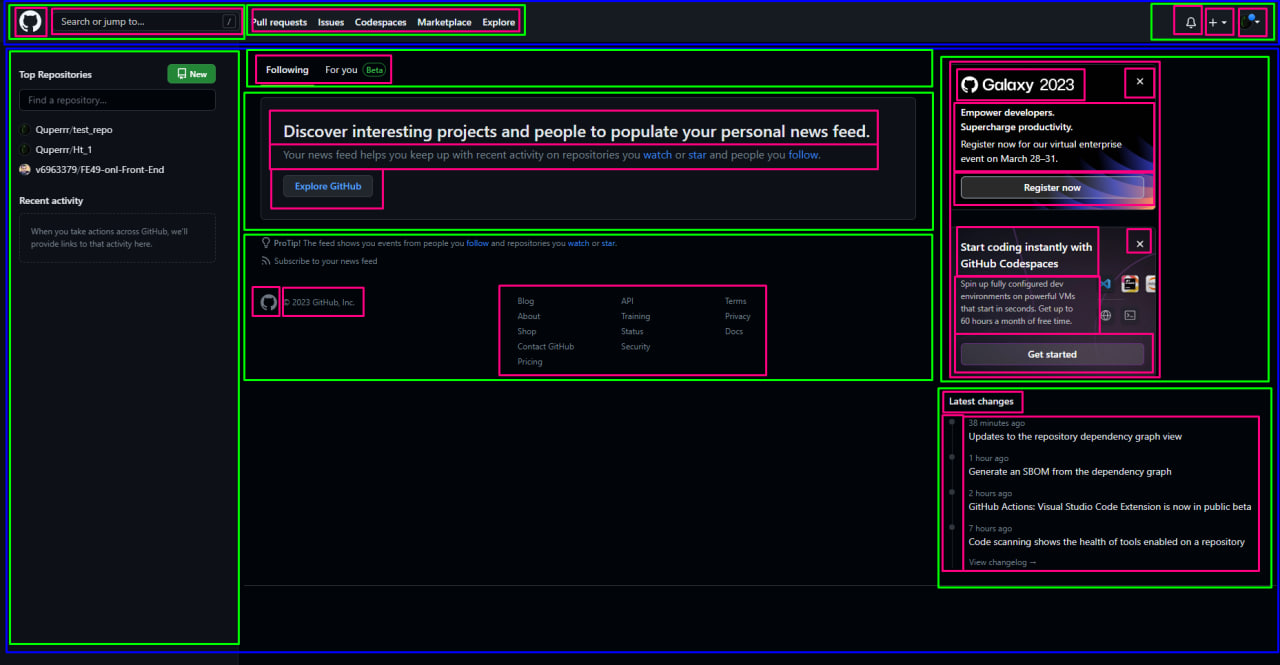 Search or jump to...
/
Pull requests Issues Codespaces Marketplace Explore
Top Repositories
New
Find a repository...
Quperrr/test_repo
Quperrr/Ht_1
v6963379/FE49-onl-Front-End
Recent activity
When you take actions across GitHub, we'll
provide links to that activity here.
Following For you Beta
Discover interesting projects and people to populate your personal news feed.
Your news feed helps you keep up with recent activity on repositories you watch or star and people you follow.
Explore GitHub
ProTip! The feed shows you events from people you follow and repositories you watch or star.
Subscribe to your news feed
© 2023 GitHub, Inc.
Blog
About
Shop
Contact GitHub
Pricing
API
Training
Status
Security
Terms
Privacy
Docs
Galaxy 2023
Empower developers.
Supercharge productivity.
Register now for our virtual enterprise
event on March 28–31.
Register now
Start coding instantly with
GitHub Codespaces
Spin up fully configured dev
environments on powerful VMs
that start in seconds. Get up to
60 hours a month of free time.
Get started
Latest changes
38 minutes ago
Updates to the repository dependency graph view
1 hour ago
Generate an SBOM from the dependency graph
2 hours ago
GitHub Actions: Visual Studio Code Extension is now in public beta
7 hours ago
Code scanning shows the health of tools enabled on a repository
View changelog →